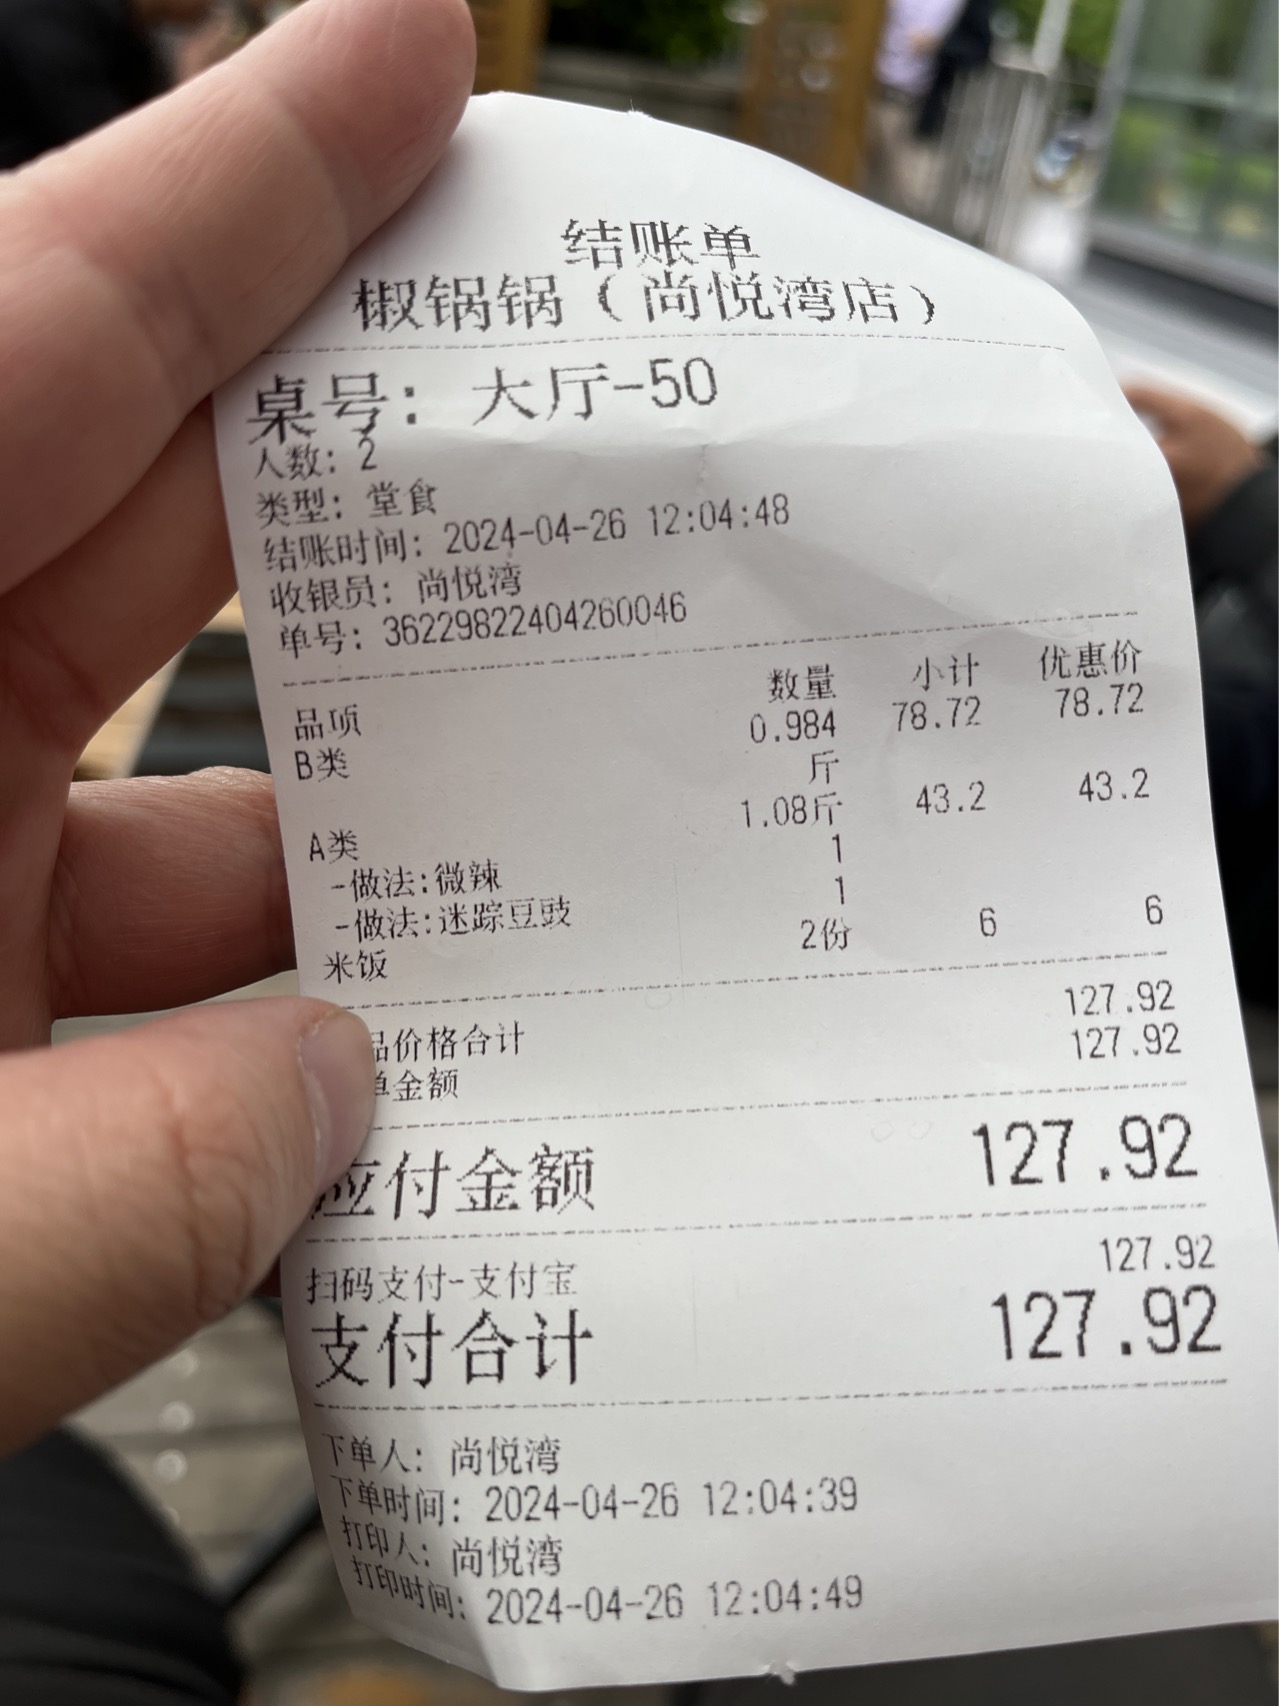 结账单
椒锅锅（尚悦湾店）
桌号：大厅-50
人数：2
类型：堂食
结账时间：2024-04-26 12:04:48
收银员：尚悦湾
单号：36229822404260046
品项 数量 小计 优惠价
B类 0.984斤 78.72 78.72
A类 1.08斤 43.2 43.2
-做法:微辣 1
-做法:迷踪豆豉 1
米饭 2份 6 6
品价格合计 127.92
单金额 127.92
应付金额 127.92
扫码支付-支付宝 127.92
支付合计 127.92
下单人：尚悦湾
下单时间：2024-04-26 12:04:39
打印人：尚悦湾
打印时间：2024-04-26 12:04:49